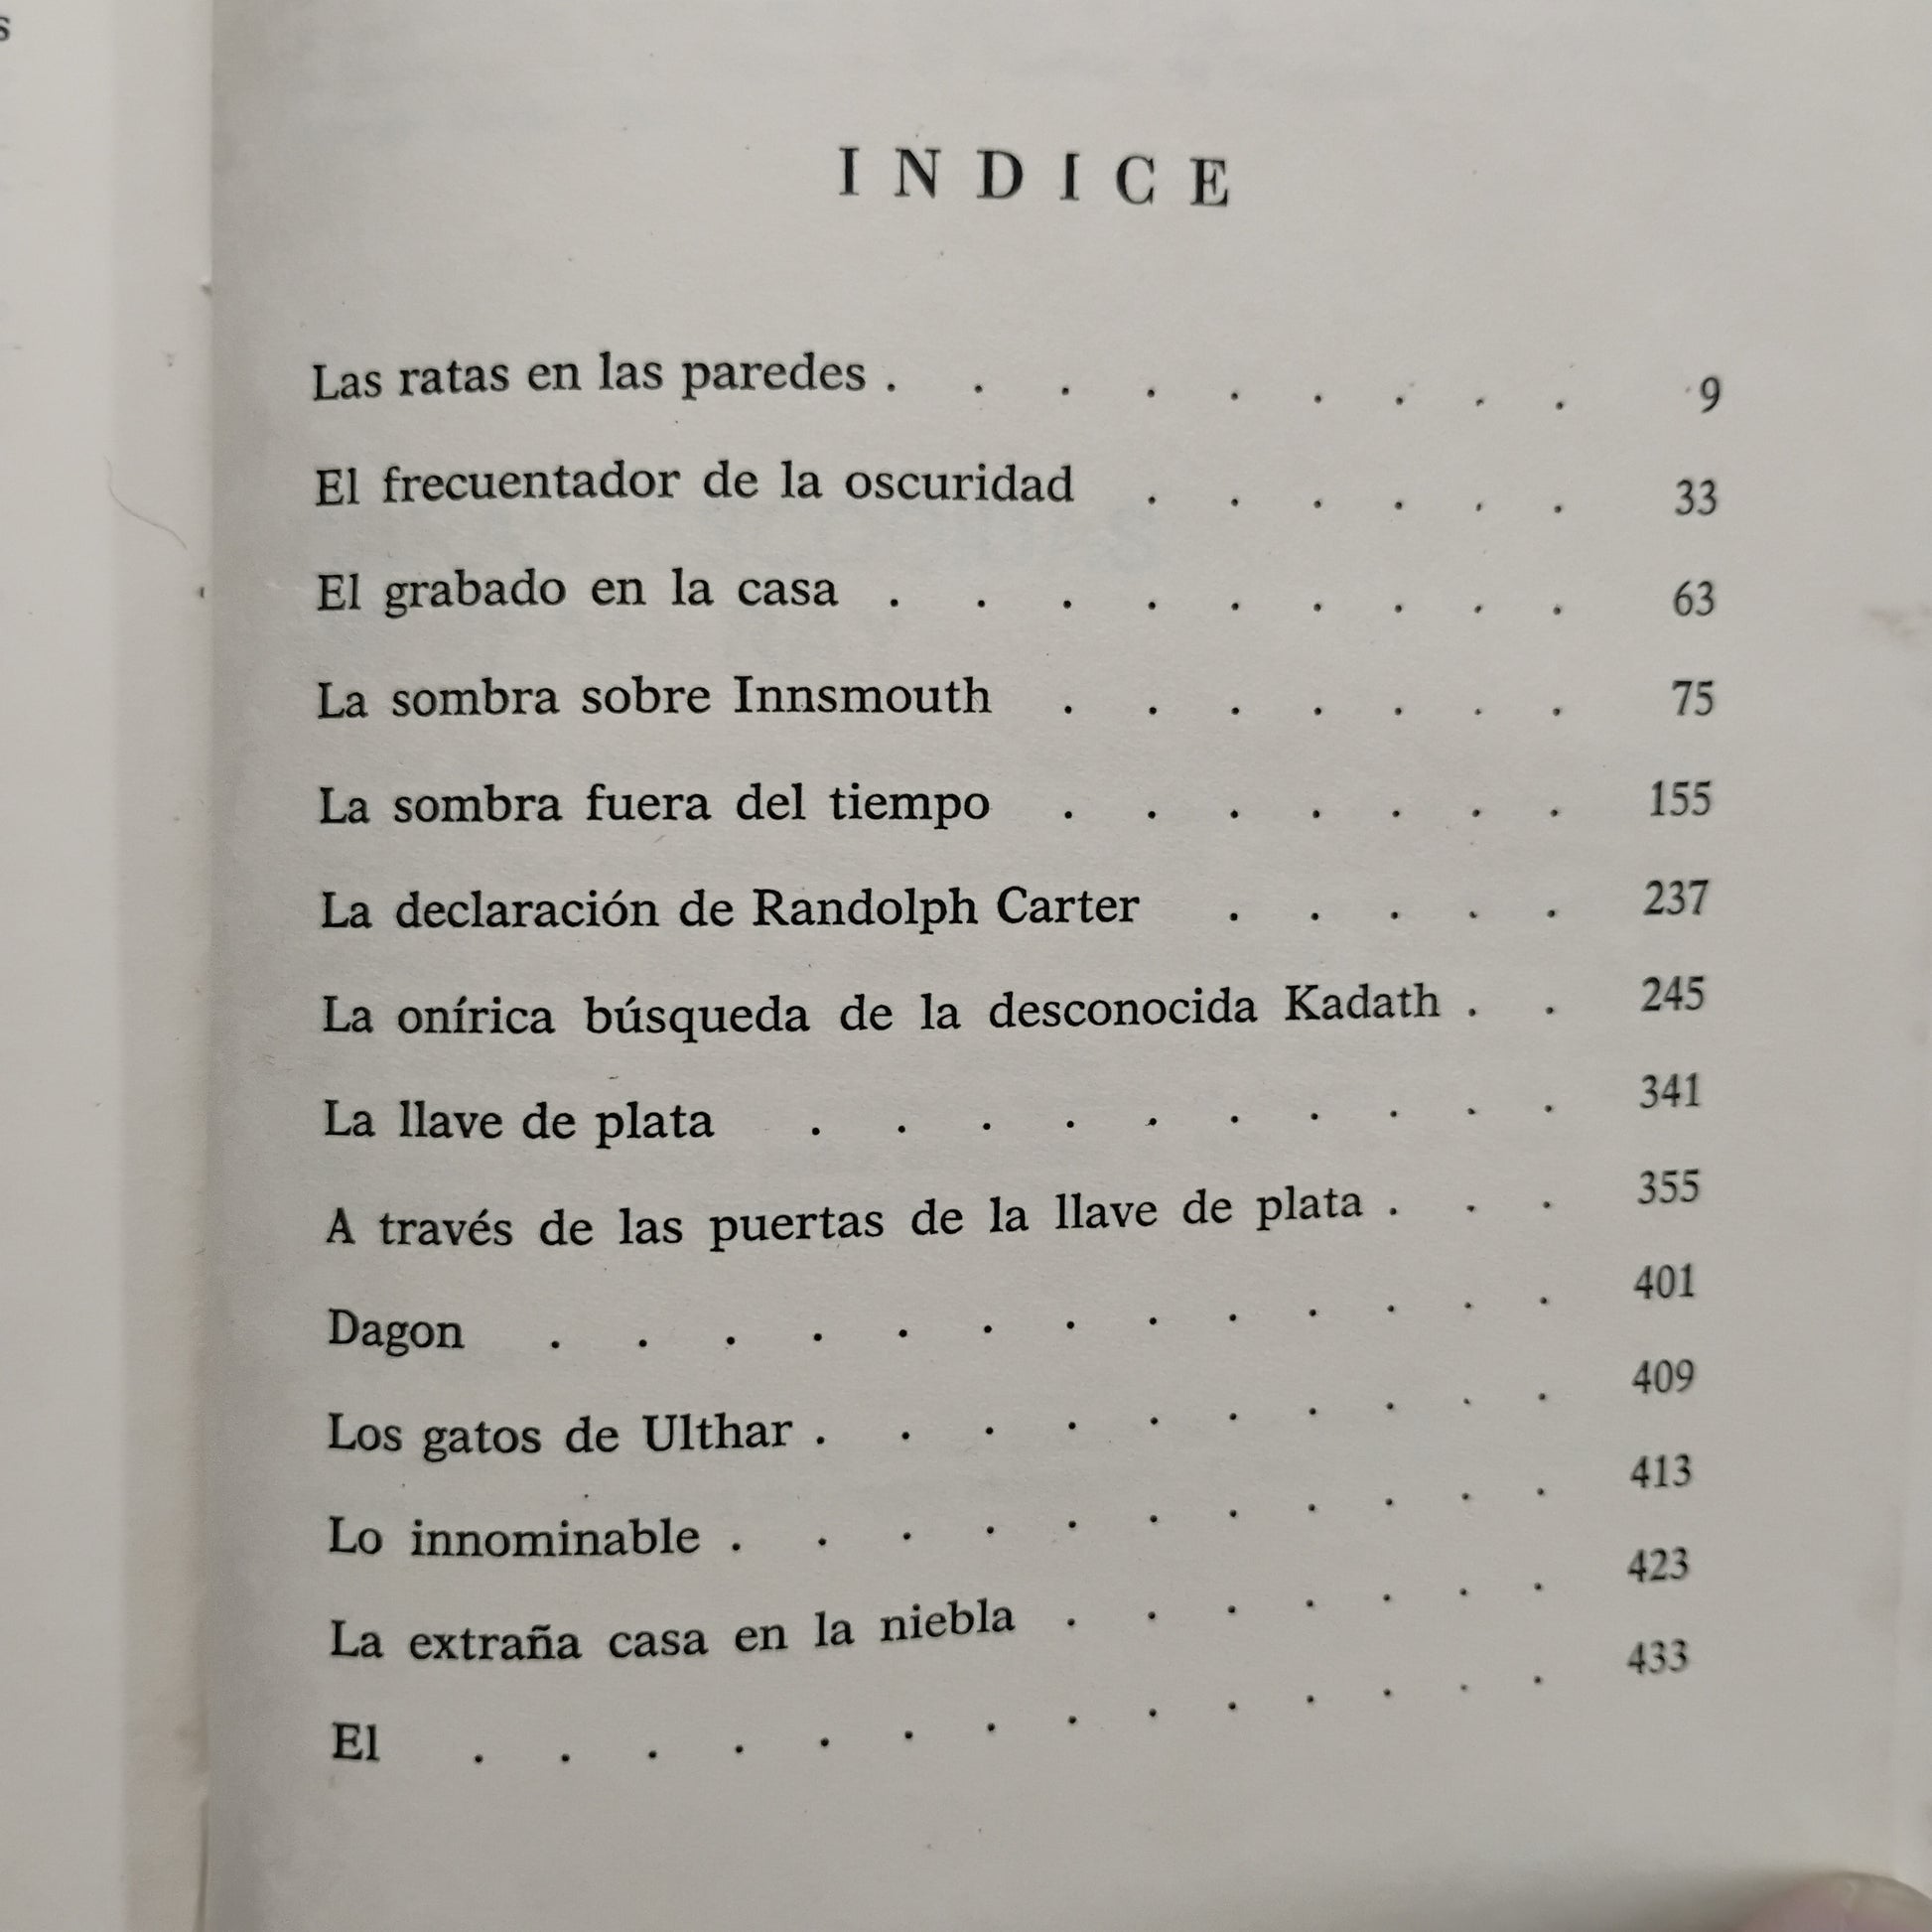 s
I N D I C E
Las ratas en las paredes . . . . . . . . . 9
El frecuentador de la oscuridad . . . . . . 33
El grabado en la casa . . . . . . . . . 63
La sombra sobre Innsmouth . . . . . . . 75
La sombra fuera del tiempo . . . . . . . 155
La declaración de Randolph Carter . . . . . 237
La onírica búsqueda de la desconocida Kadath . . 245
La llave de plata . . . . . . . . . . 341
A través de las puertas de la llave de plata . . . 355
Dagon . . . . . . . . . . . . . 401
Los gatos de Ulthar . . . . . . . . . . 409
Lo innominable . . . . . . . . . . . 413
La extraña casa en la niebla . . . . . . . 423
El . . . . . . . . . . . . . . 433